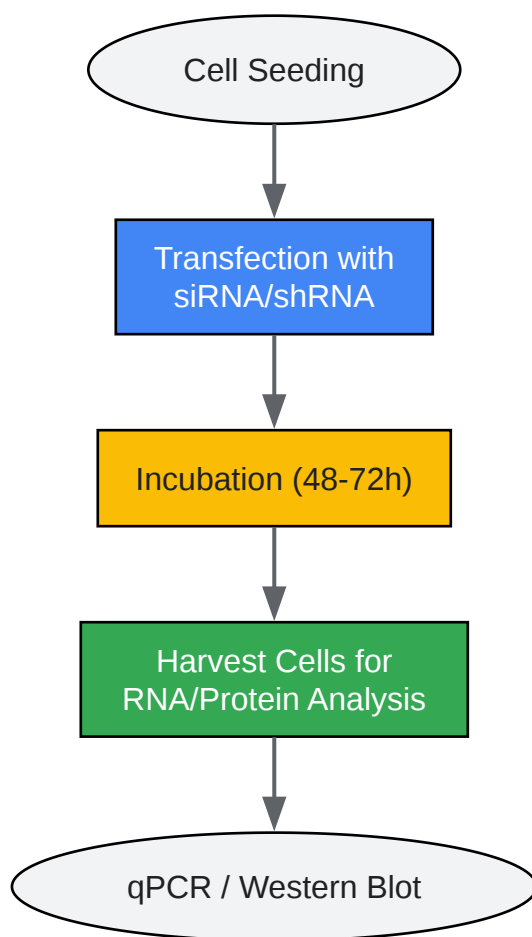 Cell Seeding
Transfection with
siRNA/shRNA
Incubation (48-72h)
Harvest Cells for
RNA/Protein Analysis
qPCR / Western Blot